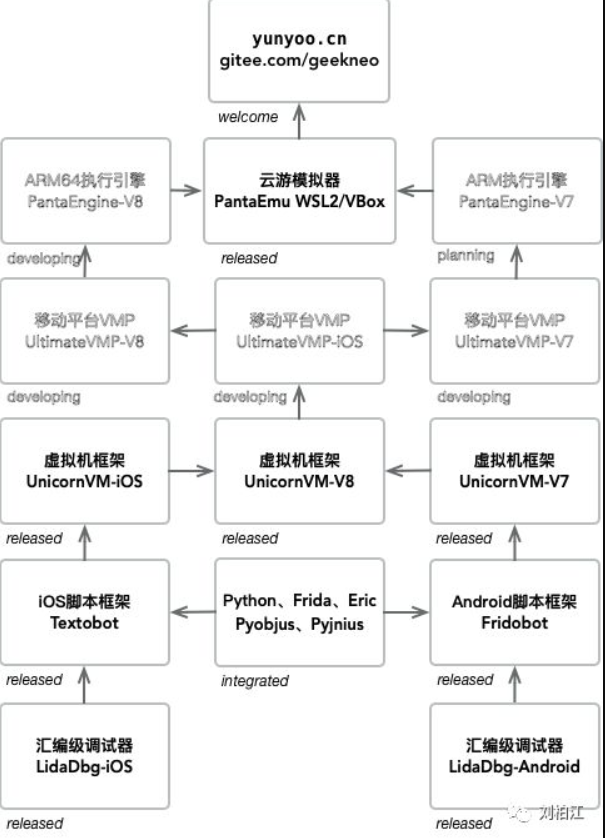 yunyoo.cn
gitee.com/geekneo
welcome
ARM64执行引擎
PantaEngine-V8
云游模拟器
PantaEmu WSL2/VBox
ARM执行引擎
PantaEngine-V7
developing
released
planning
移动平台VMP
UltimateVMP-V8
移动平台VMP
UltimateVMP-iOS
移动平台VMP
UltimateVMP-V7
developing
developing
developing
虚拟机框架
UnicornVM-iOS
虚拟机框架
UnicornVM-V8
虚拟机框架
UnicornVM-V7
released
released
released
iOS脚本框架
Textobot
Python、Frida、Eric
Pyobjus、Pyjnius
Android脚本框架
Fridobot
released
integrated
released
汇编级调试器
LidaDbg-iOS
汇编级调试器
LidaDbg-Android
released
released
刘柏江